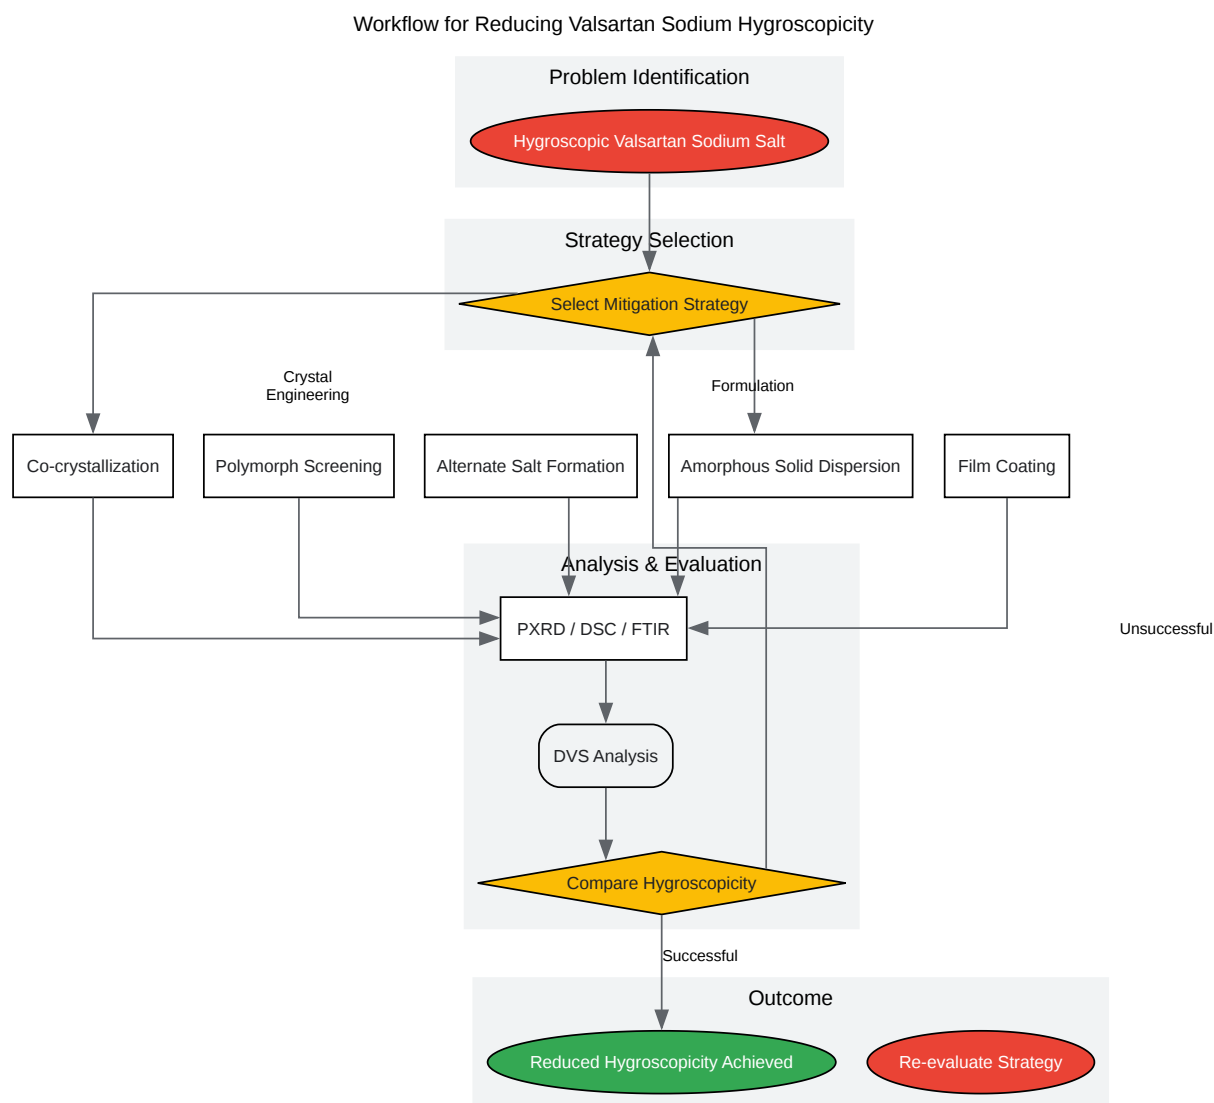 Workflow for Reducing Valsartan Sodium Hygroscopicity
Problem Identification
Hygroscopic Valsartan Sodium Salt
Strategy Selection
Select Mitigation Strategy
Crystal
Engineering
Formulation
Co-crystallization
Polymorph Screening
Alternate Salt Formation
Amorphous Solid Dispersion
Film Coating
Analysis & Evaluation
PXRD / DSC / FTIR
Unsuccessful
DVS Analysis
Compare Hygroscopicity
Successful
Outcome
Reduced Hygroscopicity Achieved
Re-evaluate Strategy